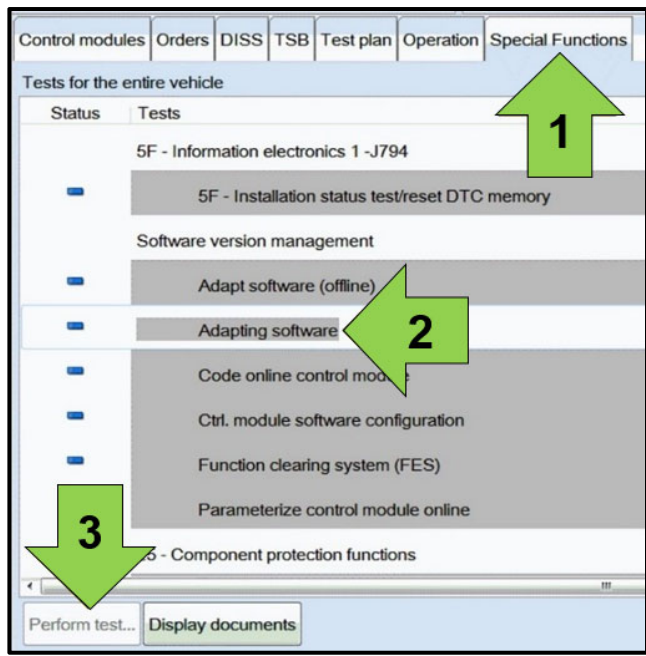 Control modules Orders DISS TSB Test plan Operation Special Functions
Tests for the entire vehicle
Status Tests
1
5F - Information electronics 1 -J794
5F - Installation status test/reset DTC memory
Software version management
Adapt software (offline)
Adapting software 2
Code online control module
Ctrl. module software configuration
Function clearing system (FES)
Parameterize control module online
3
5 - Component protection functions
Perform test... Display documents